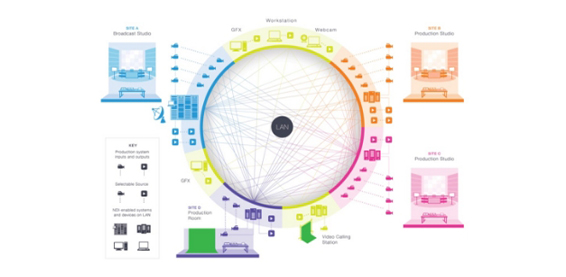 Workstation
GFX
Webcam
SITE A
Broadcast Studio
SITE B
Production Studio
LAN
KEY
Production system
inputs and outputs
Selectable Source
NDI-enabled systems
and devices on LAN
GFX
SITE C
Production Studio
SITE D
Production
Room
Video Calling
Station